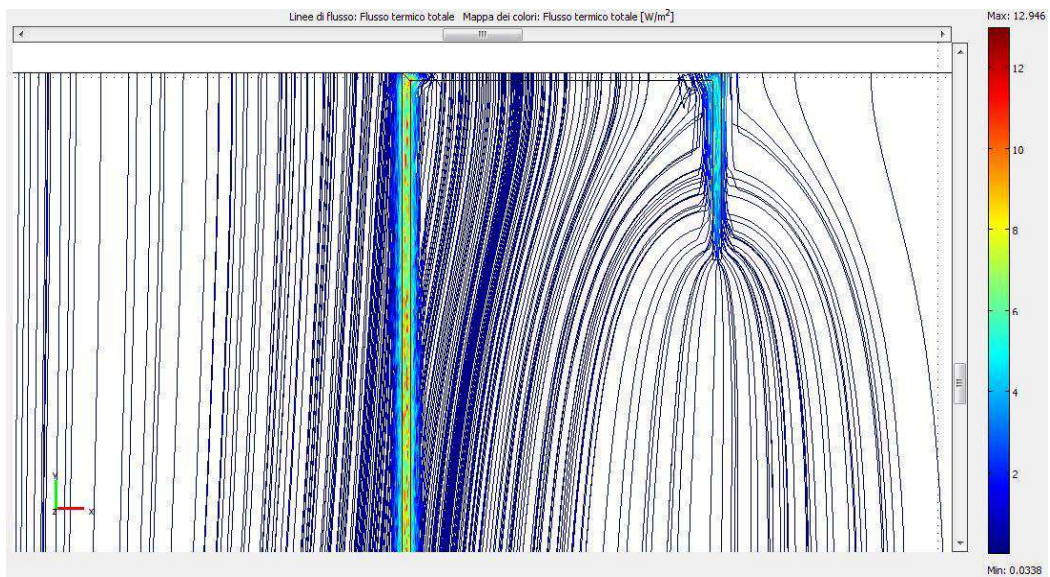 Linee di flusso: Flusso termico totale Mappa dei colori: Flusso termico totale [W/m²]
Max: 12.946
12
10
8
6
4
2
Min: 0.0338
y
z
x